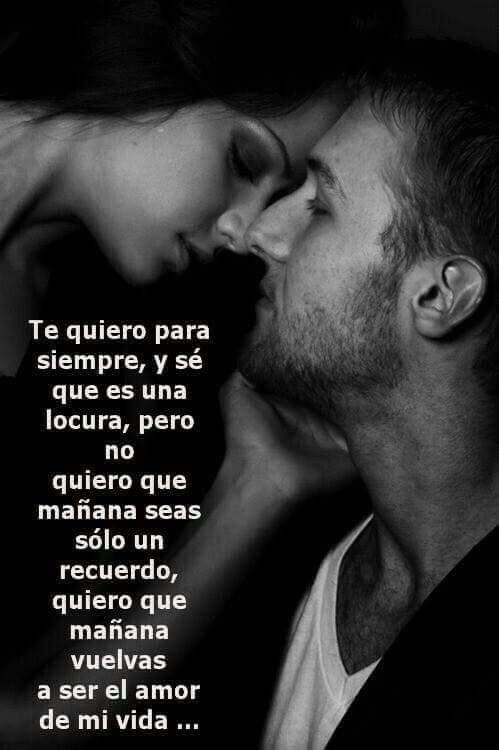 Te quiero para
siempre, y sé
que es una
locura, pero
no
quiero que
mañana seas
sólo un
recuerdo,
quiero que
mañana
vuelvas
a ser el amor
de mi vida ...